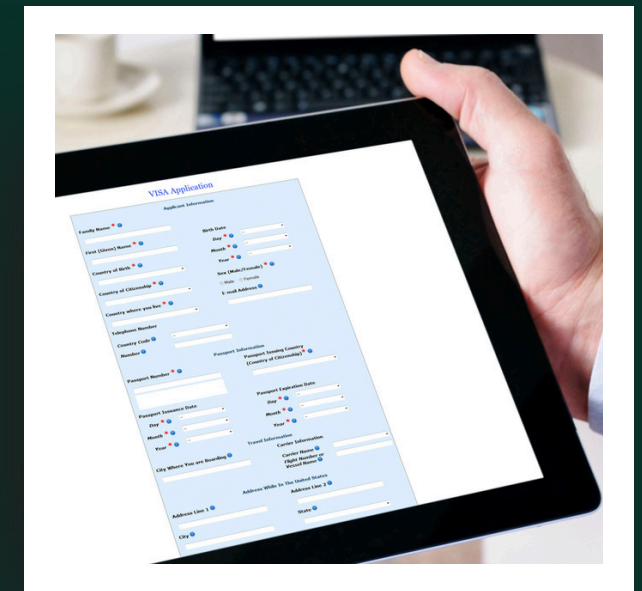 VISA Application
Applicant Information
Family Name *
First (Given) Name *
Country of Birth *
Country of Citizenship *
Country where you live *
Telephone Number
Country Code
Number
Birth Date
Day *
Month *
Year *
Sex (Male/Female) *
Male Female
E-mail Address
Passport Information
Passport Number *
Passport Issuing Country
(Country of Citizenship) *
Passport Issuance Date
Day *
Month *
Year *
Passport Expiration Date
Day *
Month *
Year *
Travel Information
City Where You are Boarding
Carrier Information
Carrier Name
Flight Number or
Vessel Name
Address While In The United States
Address Line 1
Address Line 2
City
State